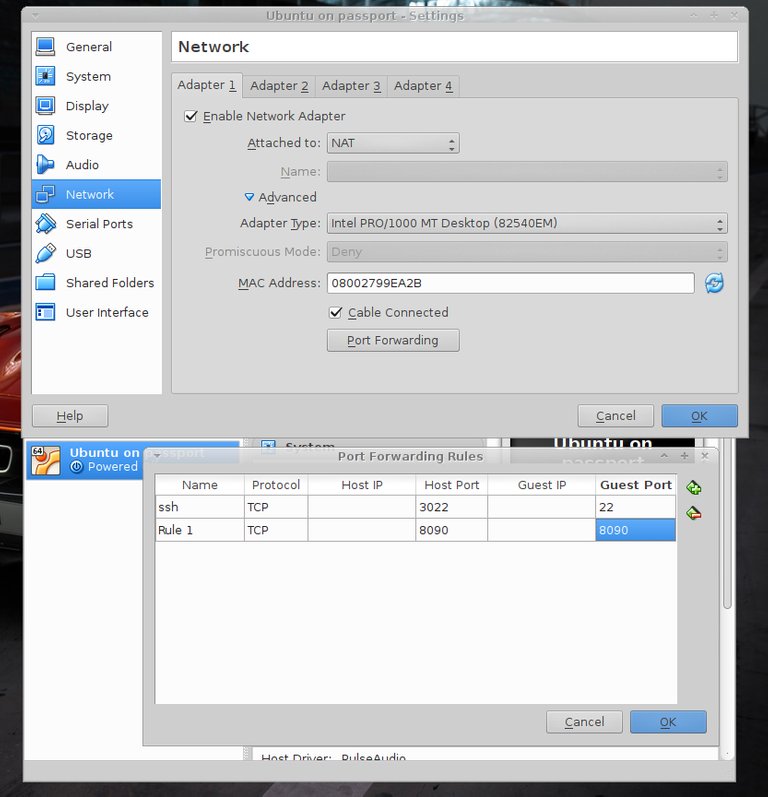 Ubuntu on passport - Settings
General
System
Display
Storage
Audio
Network
Serial Ports
USB
Shared Folders
User Interface
Network
Adapter 1 Adapter 2 Adapter 3 Adapter 4
Enable Network Adapter
Attached to: NAT
Name:
Advanced
Adapter Type: Intel PRO/1000 MT Desktop (82540EM)
Promiscuous Mode: Deny
MAC Address: 08002799EA2B
Cable Connected
Port Forwarding
Help Cancel OK
64
Ubuntu on passport
Powered
System
Ubuntu on
passport
Port Forwarding Rules
Name Protocol Host IP Host Port Guest IP Guest Port
ssh TCP 3022 22
Rule 1 TCP 8090 8090
Cancel OK
Host Driver: PulseAudio